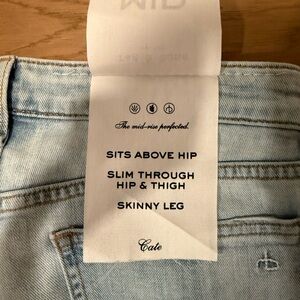 The mid-rise perfected.
SITS ABOVE HIP
SLIM THROUGH
HIP & THIGH
SKINNY LEG
Cate